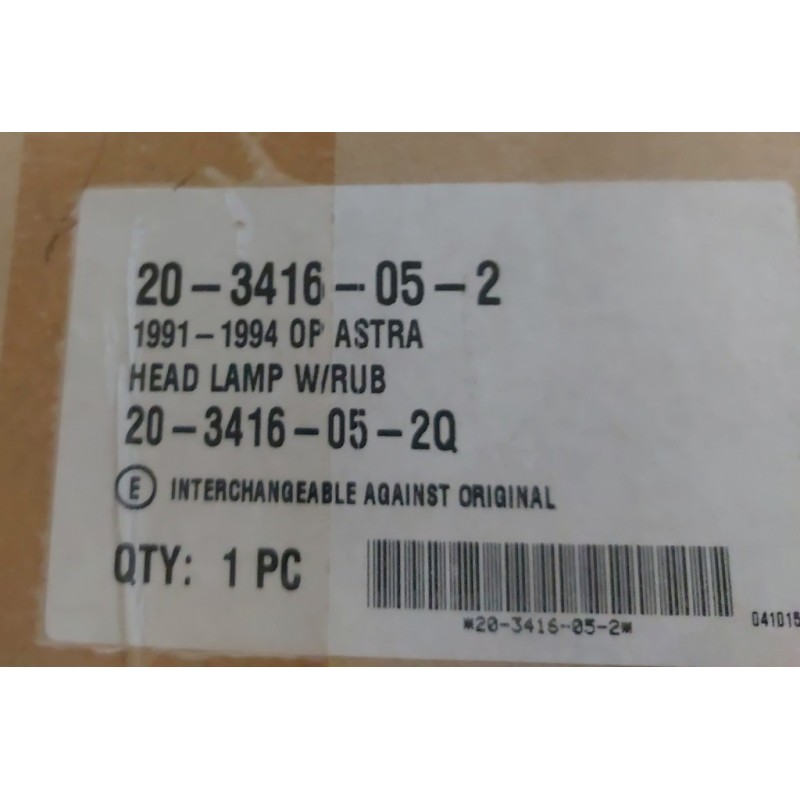 20-3416-05-2
1991-1994 OP ASTRA
HEAD LAMP W/RUB
20-3416-05-2Q
E INTERCHANGEABLE AGAINST ORIGINAL
QTY: 1 PC
*20-3416-05-2*
041015